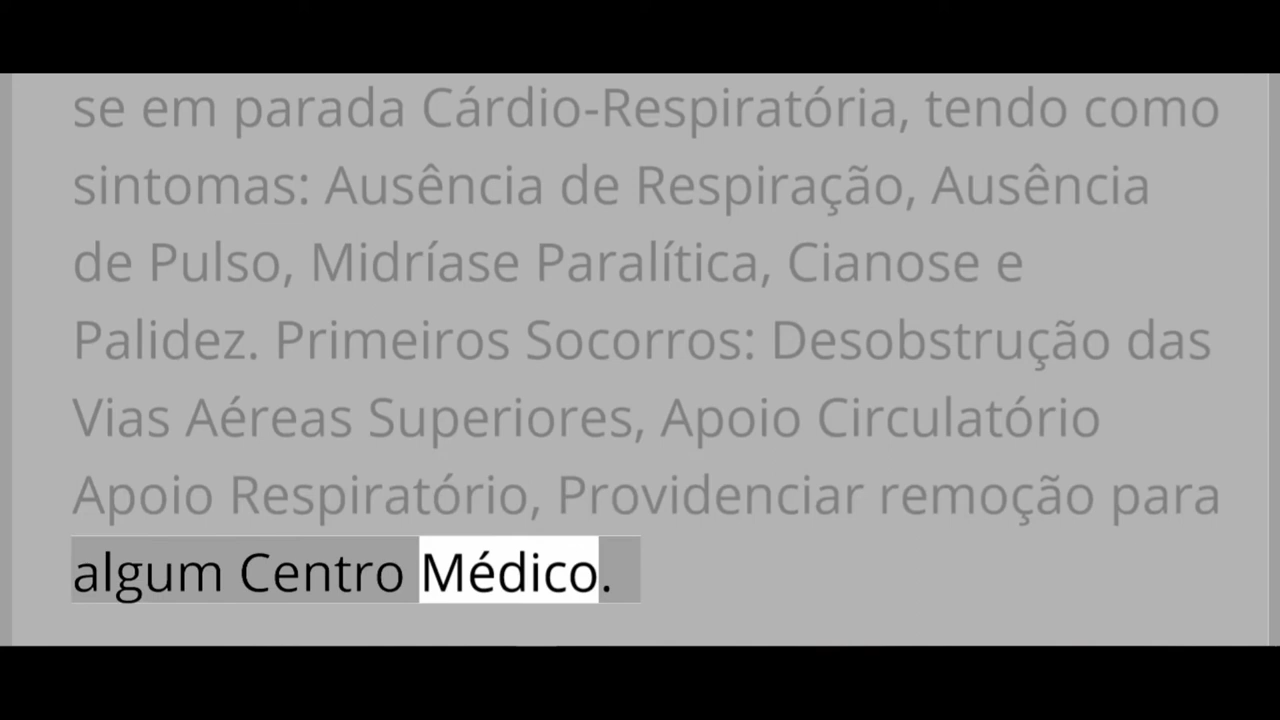 se em parada Cárdio-Respiratória, tendo como
sintomas: Ausência de Respiração, Ausência
de Pulso, Midríase Paralítica, Cianose e
Palidez. Primeiros Socorros: Desobstrução das
Vias Aéreas Superiores, Apoio Circulatório
Apoio Respiratório, Providenciar remoção para
algum Centro Médico.